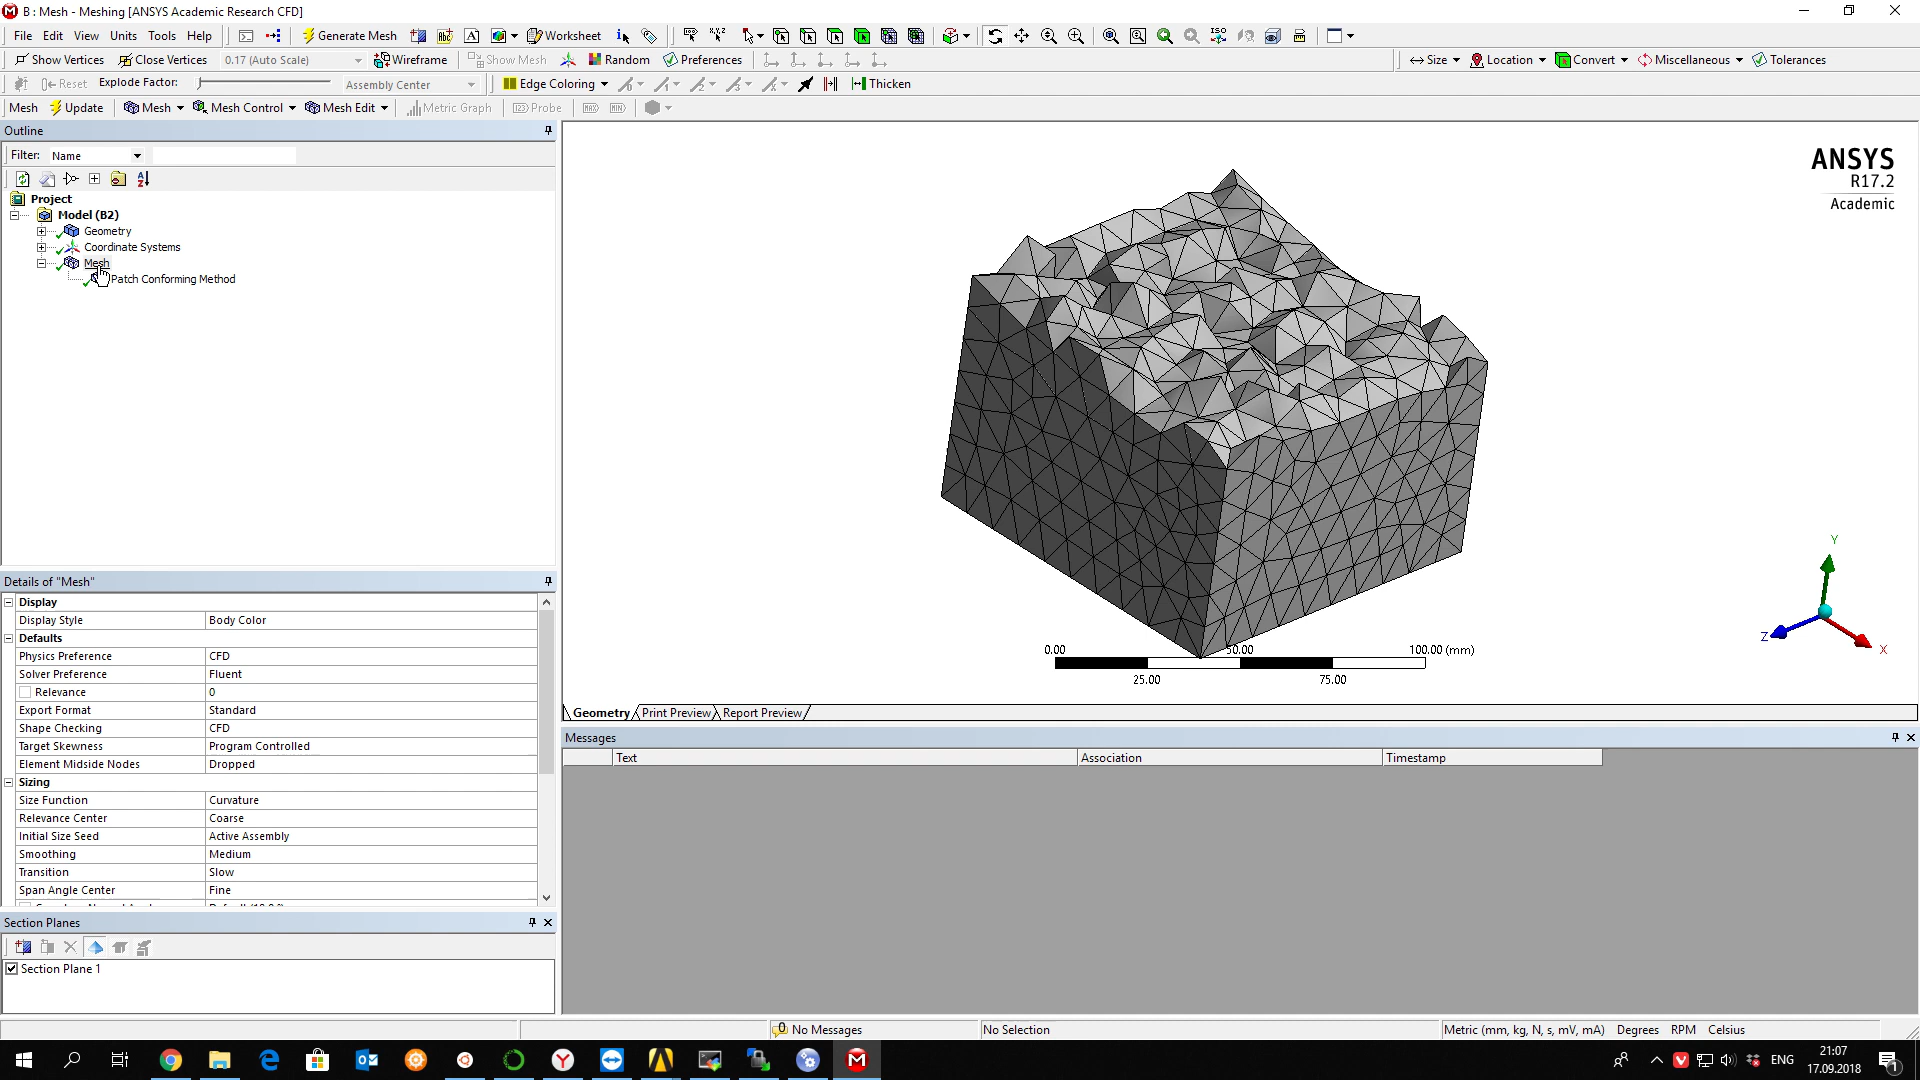 B : Mesh - Meshing [ANSYS Academic Research CFD]
File Edit View Units Tools Help Generate Mesh Worksheet
Show Vertices Close Vertices 0.17 (Auto Scale) Wireframe Show Mesh Random Preferences Size Location Convert Miscellaneous Tolerances
Reset Explode Factor: Assembly Center Edge Coloring Thicken
Mesh Update Mesh Mesh Control Mesh Edit Metric Graph Probe
Outline
Filter: Name
Project
Model (B2)
Geometry
Coordinate Systems
Mesh
Patch Conforming Method
ANSYS
R17.2
Academic
Y
Z
X
0.00 50.00 100.00 (mm)
25.00 75.00
Geometry Print Preview Report Preview
Details of "Mesh"
Display
Display Style Body Color
Defaults
Physics Preference CFD
Solver Preference Fluent
Relevance 0
Export Format Standard
Shape Checking CFD
Target Skewness Program Controlled
Element Midside Nodes Dropped
Sizing
Size Function Curvature
Relevance Center Coarse
Initial Size Seed Active Assembly
Smoothing Medium
Transition Slow
Span Angle Center Fine
Messages
Text Association Timestamp
Section Planes
Section Plane 1
0 No Messages No Selection Metric (mm, kg, N, s, mV, mA) Degrees RPM Celsius
ENG 21:07
17.09.2018
1